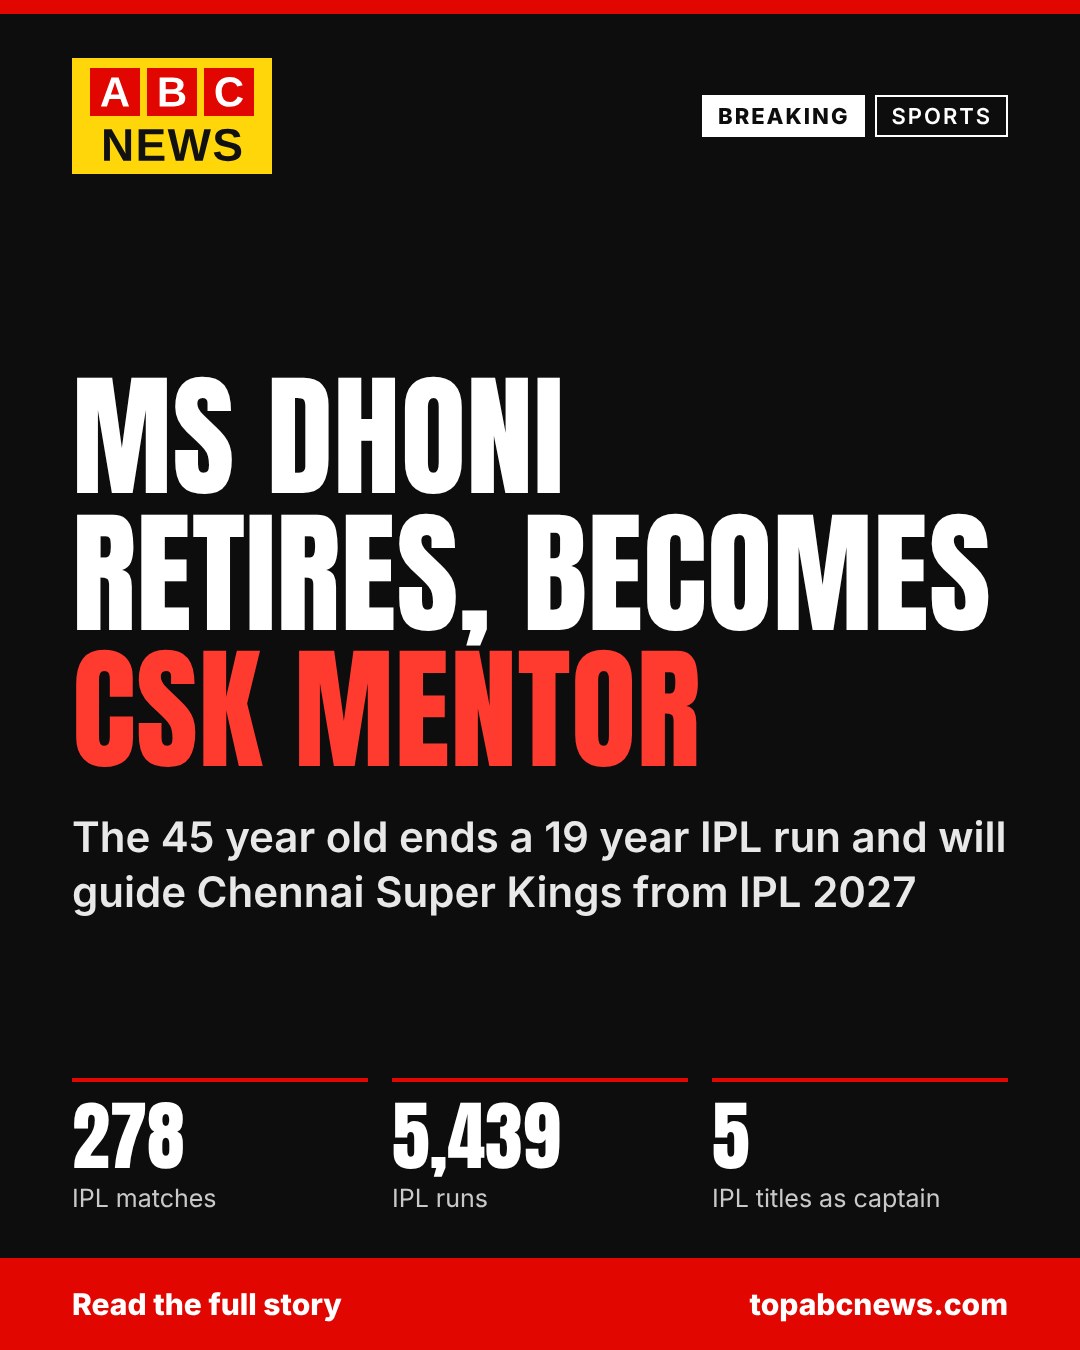 ABC
NEWS
BREAKING
SPORTS
MS DHONI
RETIRES, BECOMES
CSK MENTOR
The 45 year old ends a 19 year IPL run and will
guide Chennai Super Kings from IPL 2027
278
IPL matches
5,439
IPL runs
5
IPL titles as captain
Read the full story
topabcnews.com